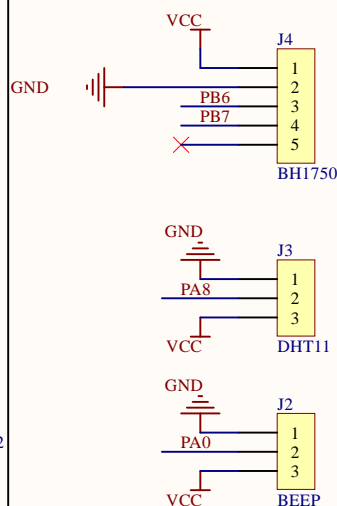 VCC
J4
1
GND
2
PB6
3
PB7
4
5
BH1750
GND
J3
1
PA8
2
3
VCC
DHT11
GND
J2
1
2
PA0
2
3
VCC
BEEP